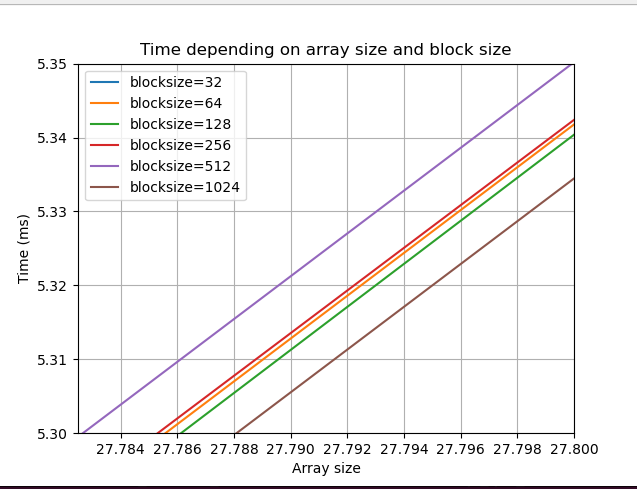 Time depending on array size and block size
5.35
5.34
5.33
5.32
5.31
5.30
Time (ms)
blocksize=32
blocksize=64
blocksize=128
blocksize=256
blocksize=512
blocksize=1024
27.784 27.786 27.788 27.790 27.792 27.794 27.796 27.798 27.800
Array size